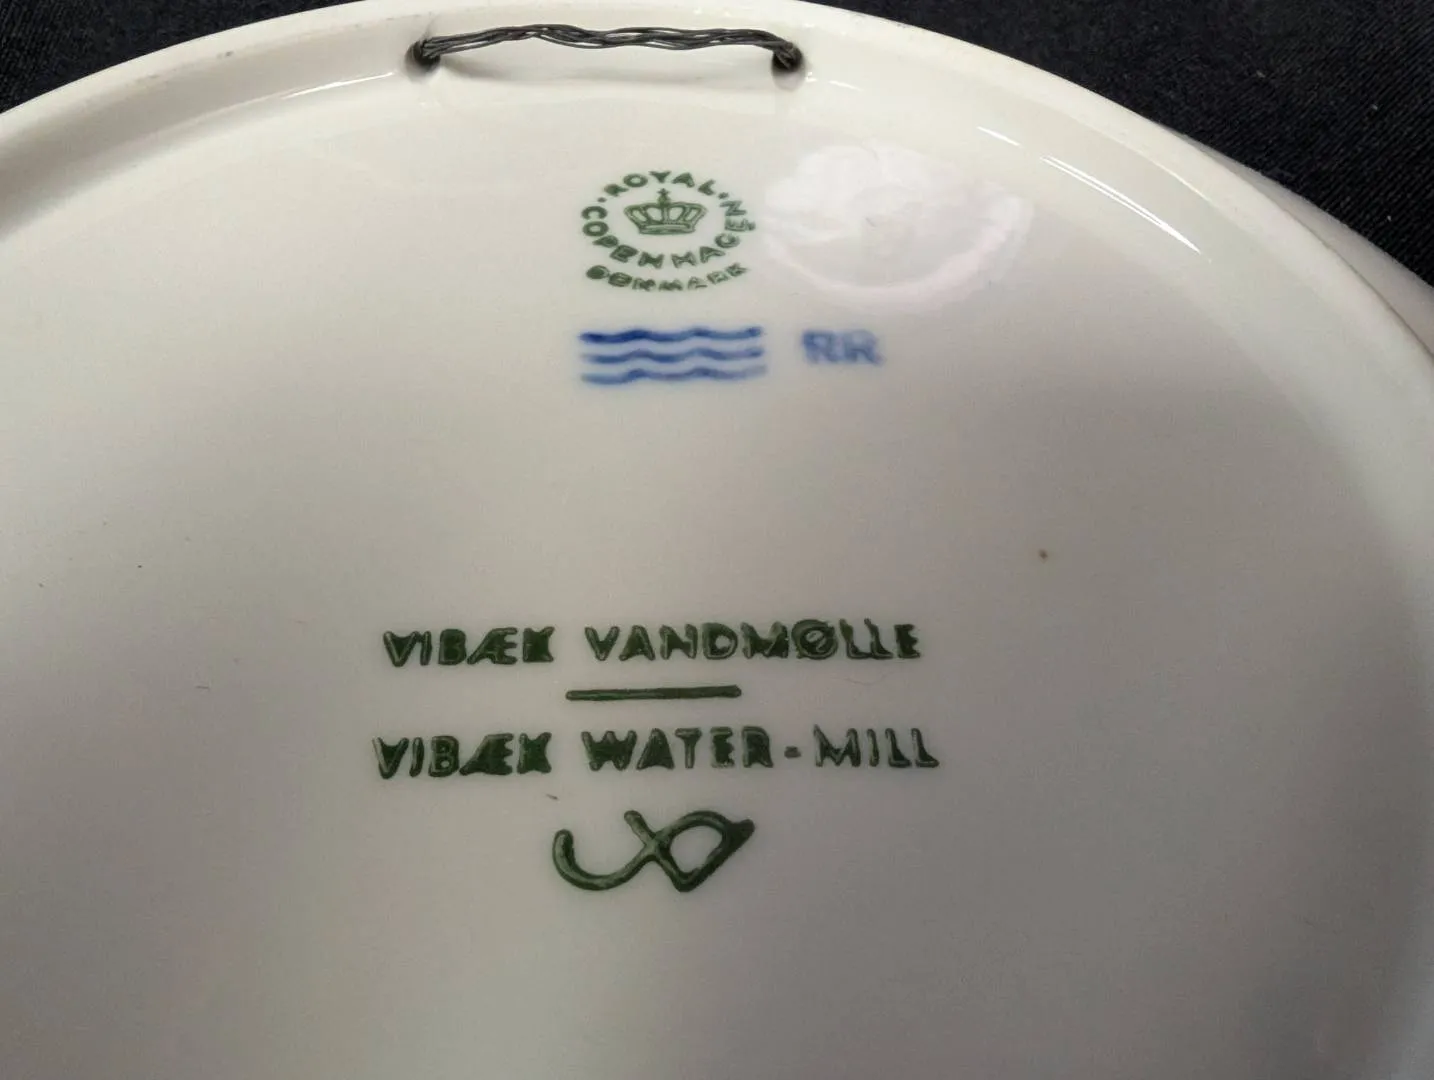 ROYAL · COPENHAGEN ·
DENMARK
RR
VIBÆK VANDMØLLE
VIBÆK WATER-MILL